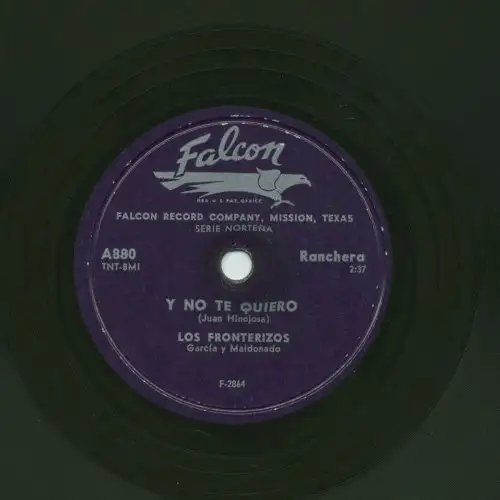 Falcon
REG. U. S. PAT. OFFICE
FALCON RECORD COMPANY, MISSION, TEXAS
SERIE NORTEÑA
A880
TNT-BMI
Ranchera
2:37
Y NO TE QUIERO
(Juan Hinojosa)
LOS FRONTERIZOS
García y Maldonado
F-2864